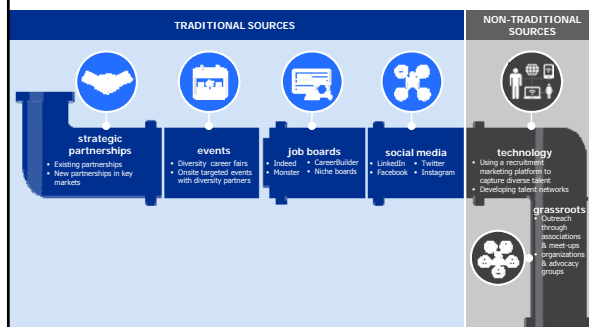 TRADITIONAL SOURCES
NON-TRADITIONAL
SOURCES
strategic
partnerships
• Existing partnerships
• New partnerships in key
markets
events
• Diversity career fairs
• Onsite targeted events
with diversity partners
job boards
• Indeed • CareerBuilder
• Monster • Niche boards
social media
• LinkedIn • Twitter
• Facebook • Instagram
technology
• Using a recruitment
marketing platform to
capture diverse talent
• Developing talent networks
grassroots
• Outreach
through
associations
& meet-ups
• organizations
& advocacy
groups